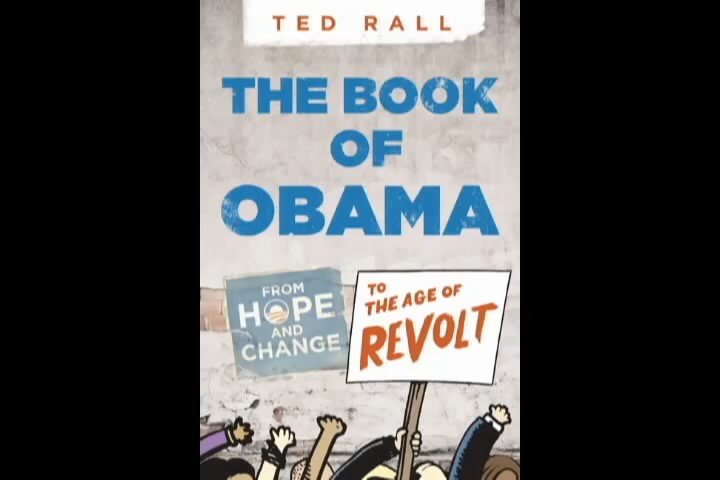 TED RALL
THE BOOK
OF
OBAMA
FROM
HOPE
AND
CHANGE
TO
THE AGE OF
REVOLT